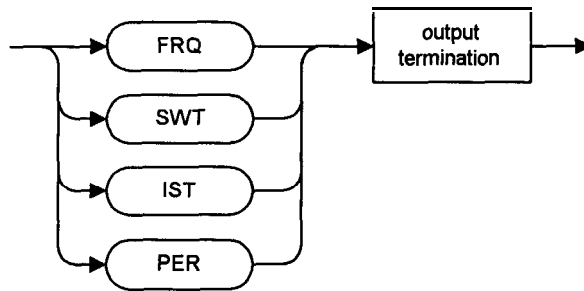 FRQ
output
termination
SWT
IST
PER